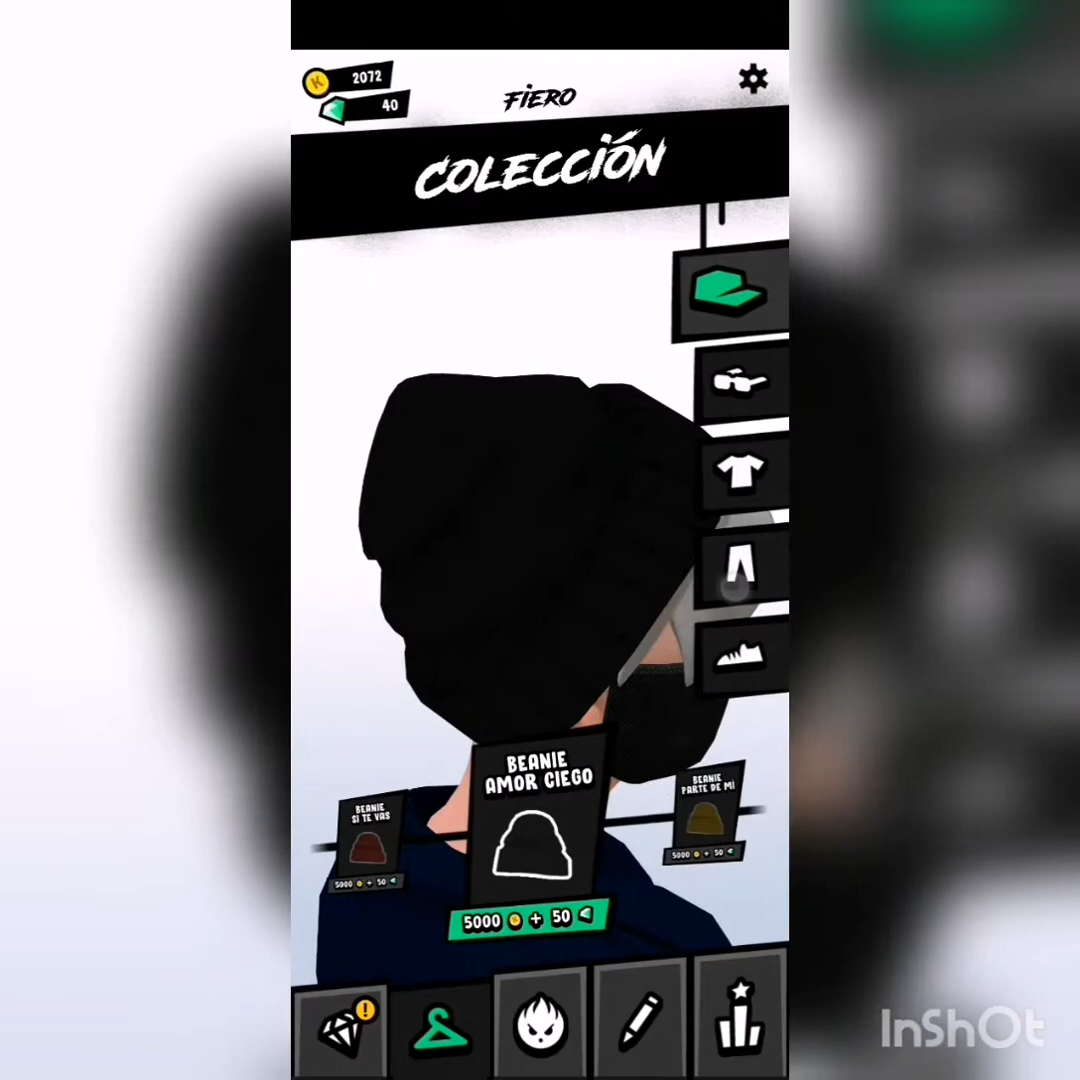 K 2072
40
FIERO
COLECCIÓN
BEANIE
AMOR CIEGO
BEANIE
SI TE VAS
BEANIE
PARTE DE MÍ
5000 + 50
5000 + 50
5000 + 50
!
InShOt